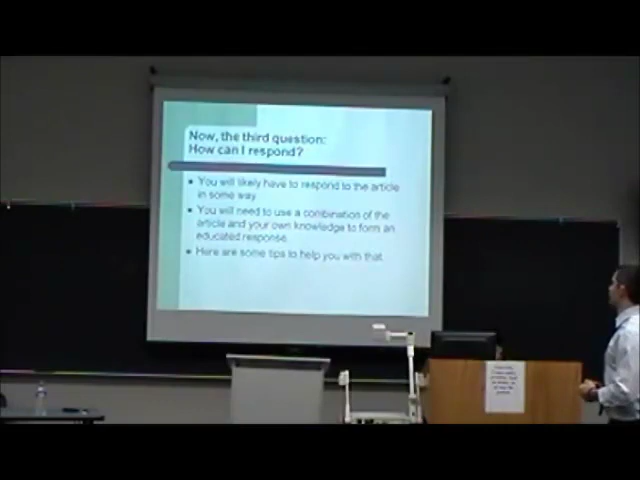 Now, the third question:
How can I respond?
You will likely have to respond to the article
in some way.
You will need to use a combination of the
article and your own knowledge to form an
educated response.
Here are some tips to help you with that.